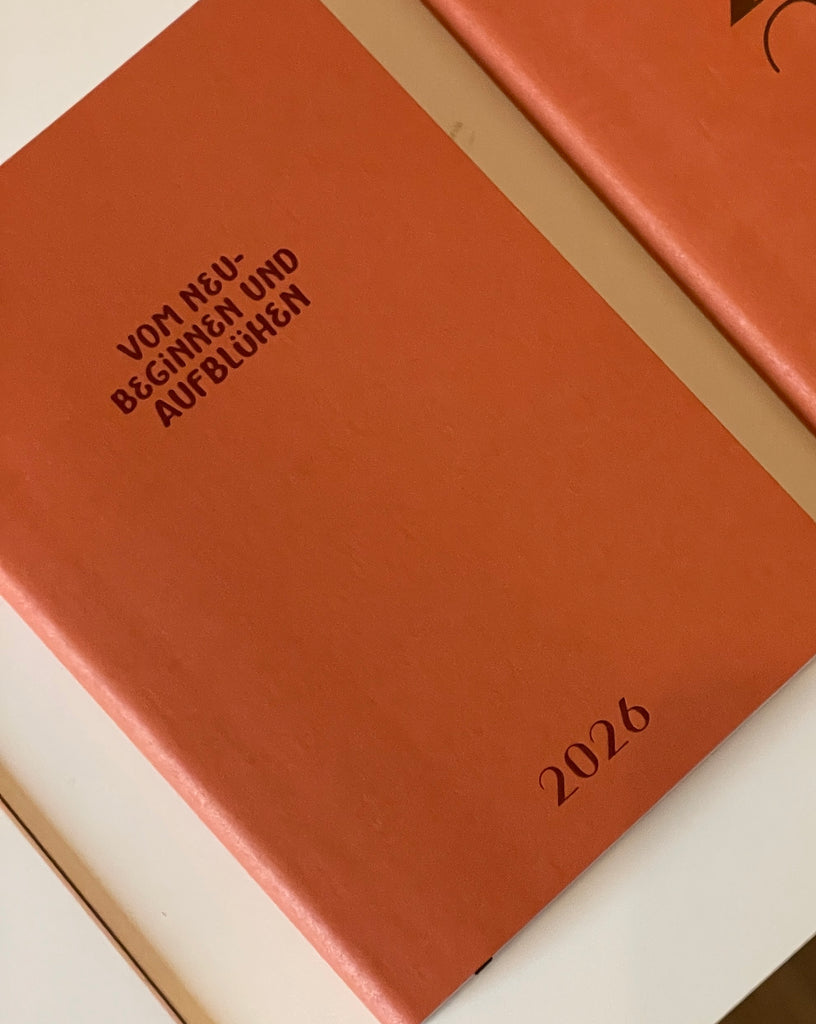 VOM NEU-
BEGiNNEN UND
AUFBLÜHEN
2026